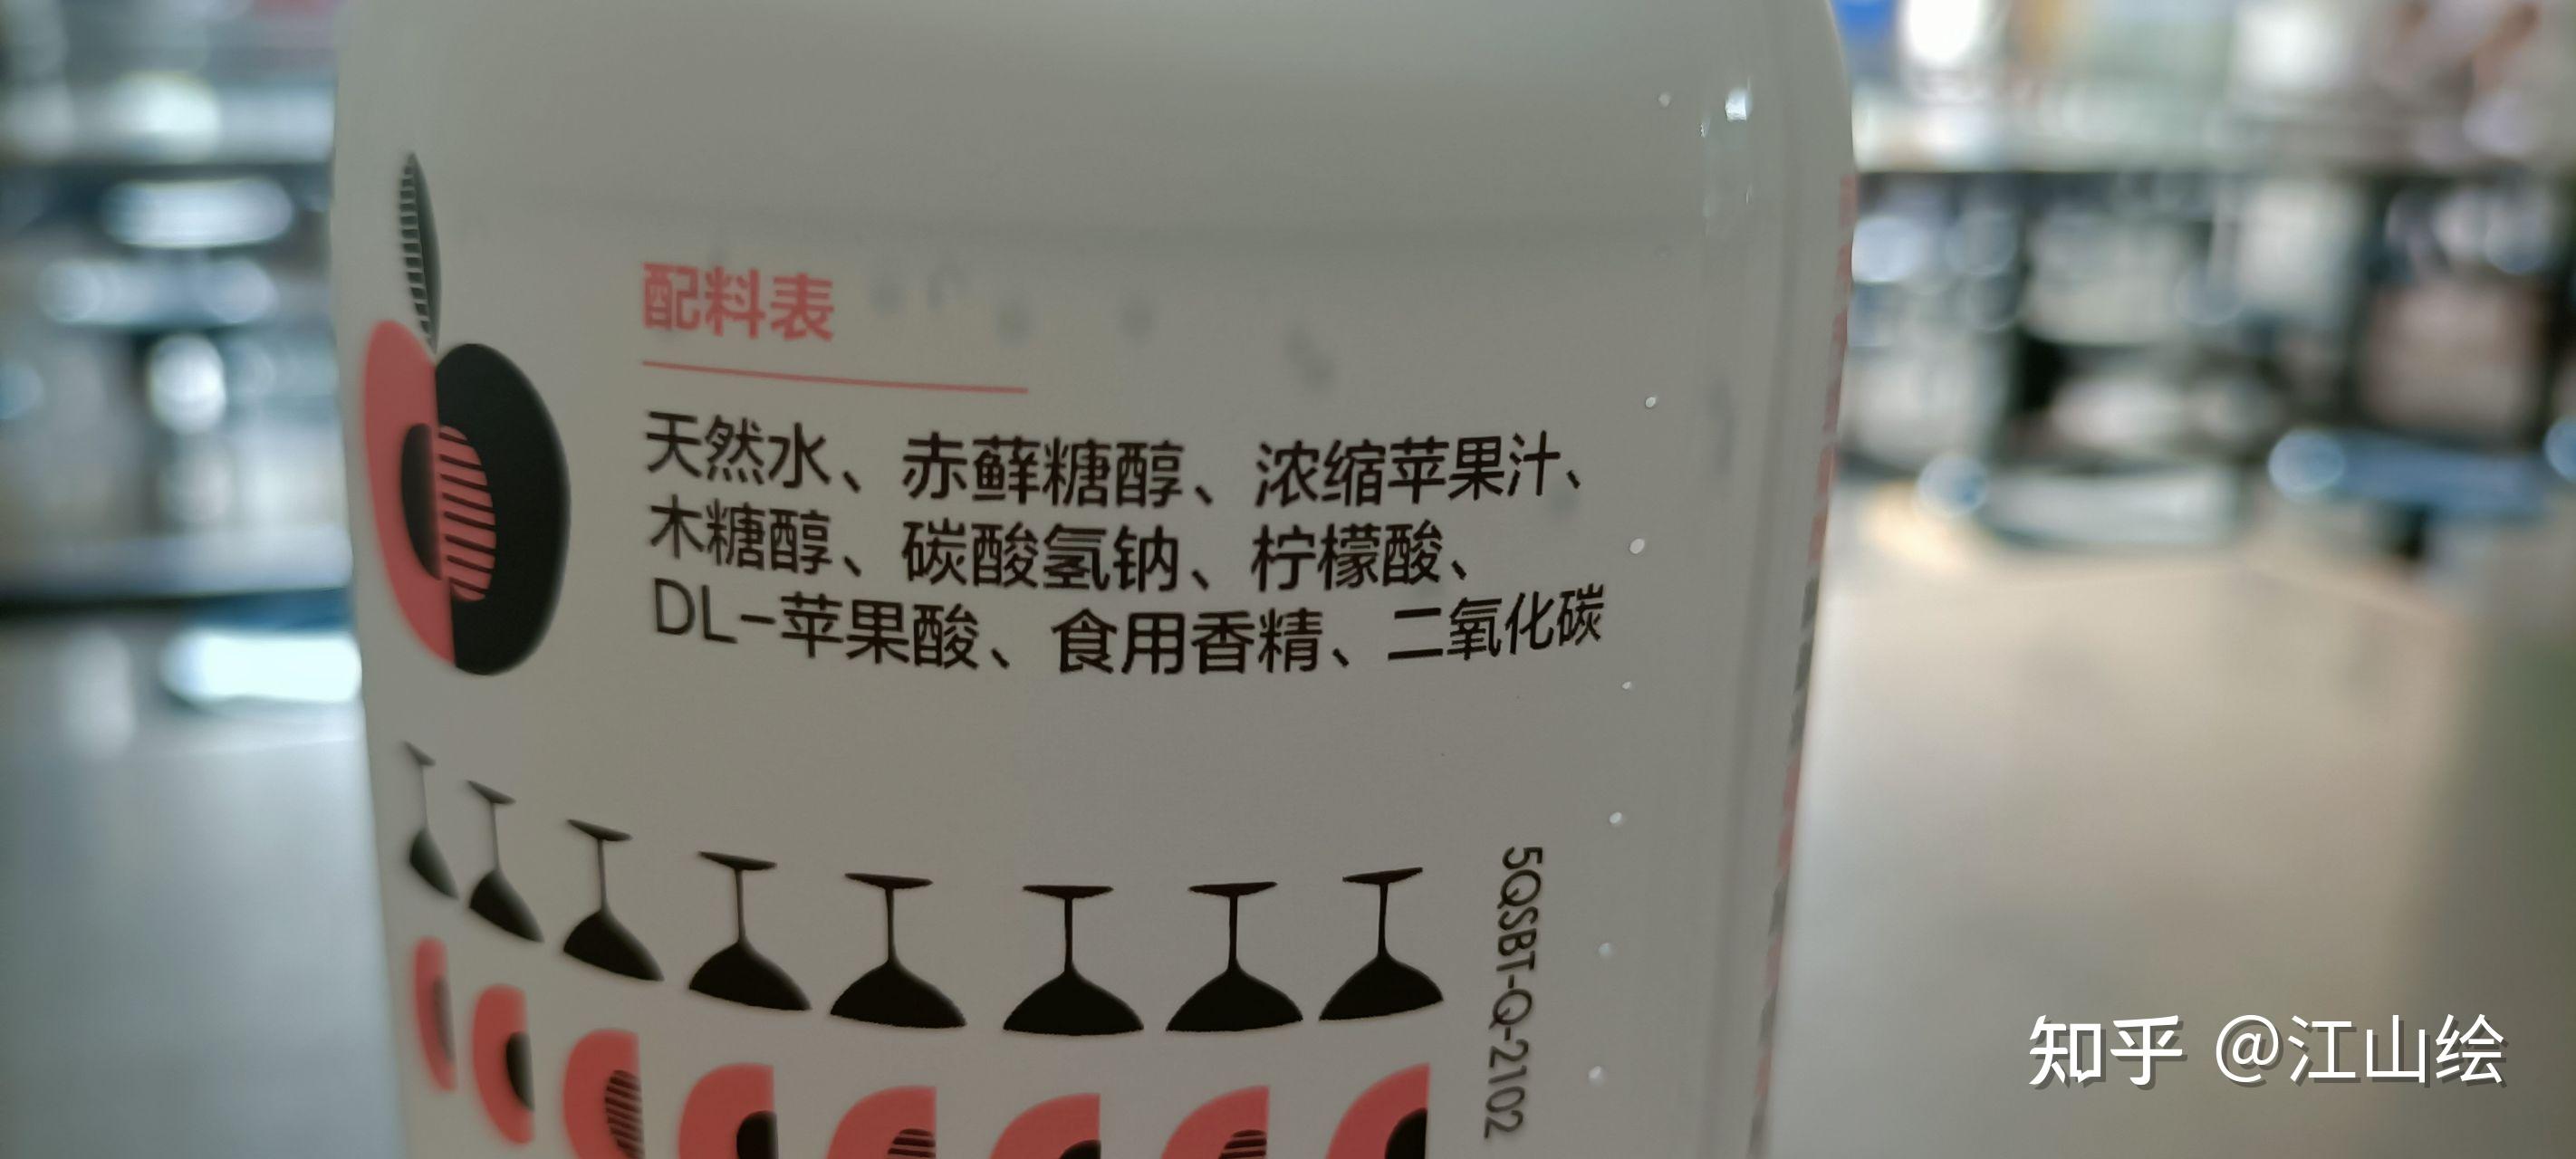 配料表
天然水、赤藓糖醇、浓缩苹果汁、
木糖醇、碳酸氢钠、柠檬酸、
DL-苹果酸、食用香精、二氧化碳
5QSBT-Q-2102
知乎 @江山绘